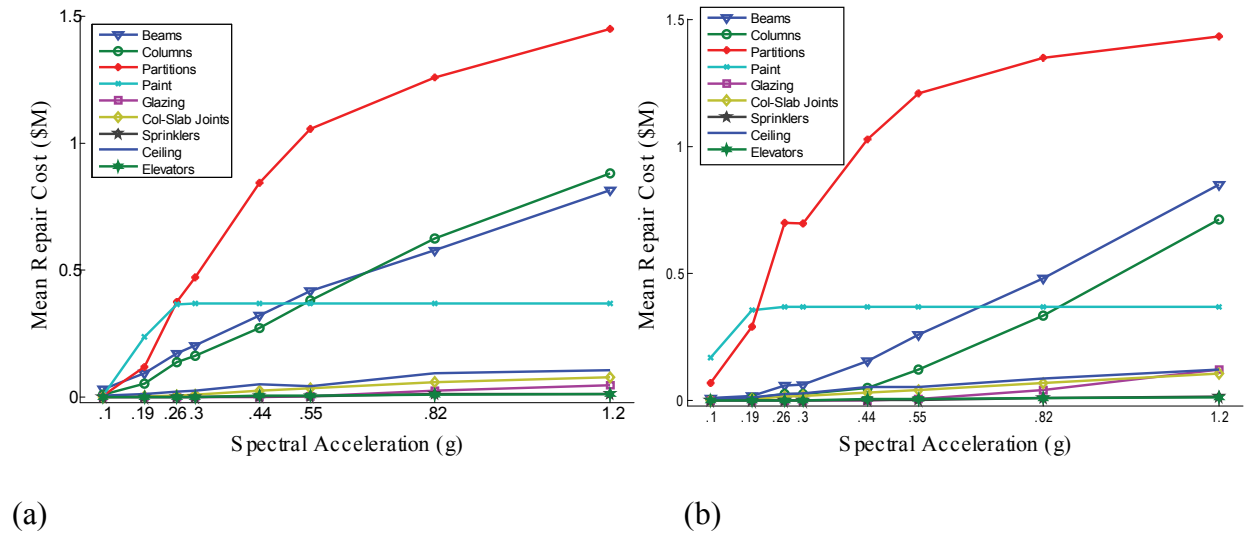 1.5
1
0.5
0
Mean Repair Cost ($M)
Beams
Columns
Partitions
Paint
Glazing
Col-Slab Joints
Sprinklers
Ceiling
Elevators
.1 .19 .26 .3 .44 .55 .82 1.2
Spectral Acceleration (g)
(a)
1.5
1
0.5
0
Mean Repair Cost ($M)
Beams
Columns
Partitions
Paint
Glazing
Col-Slab Joints
Sprinklers
Ceiling
Elevators
.1 .19 .26 .3 .44 .55 .82 1.2
Spectral Acceleration (g)
(b)